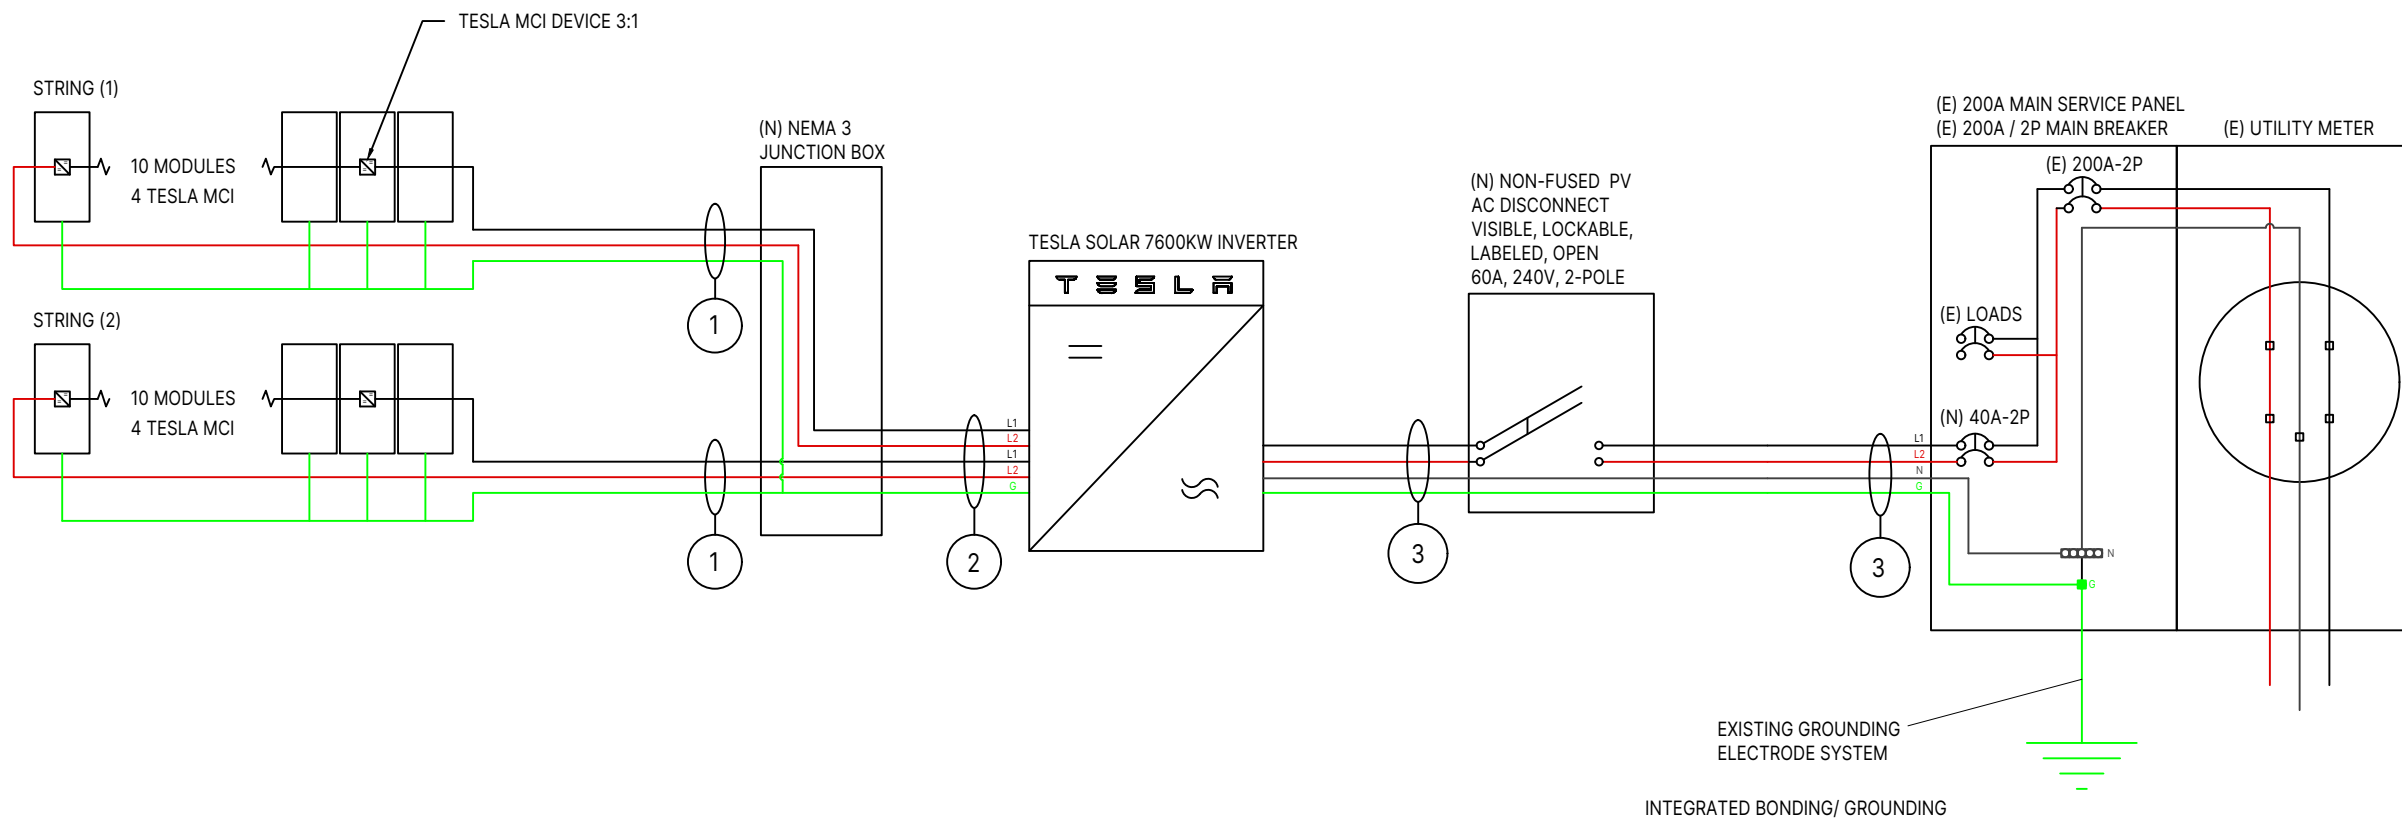 TESLA MCI DEVICE 3:1
STRING (1)
10 MODULES
4 TESLA MCI
1
STRING (2)
10 MODULES
4 TESLA MCI
1
(N) NEMA 3
JUNCTION BOX
L1
L2
L1
L2
G
2
TESLA SOLAR 7600KW INVERTER
TESLA
3
(N) NON-FUSED PV
AC DISCONNECT
VISIBLE, LOCKABLE,
LABELED, OPEN
60A, 240V, 2-POLE
L1
L2
N
G
3
(E) 200A MAIN SERVICE PANEL
(E) 200A / 2P MAIN BREAKER
(E) 200A-2P
(E) LOADS
(N) 40A-2P
N
G
(E) UTILITY METER
EXISTING GROUNDING
ELECTRODE SYSTEM
INTEGRATED BONDING/ GROUNDING